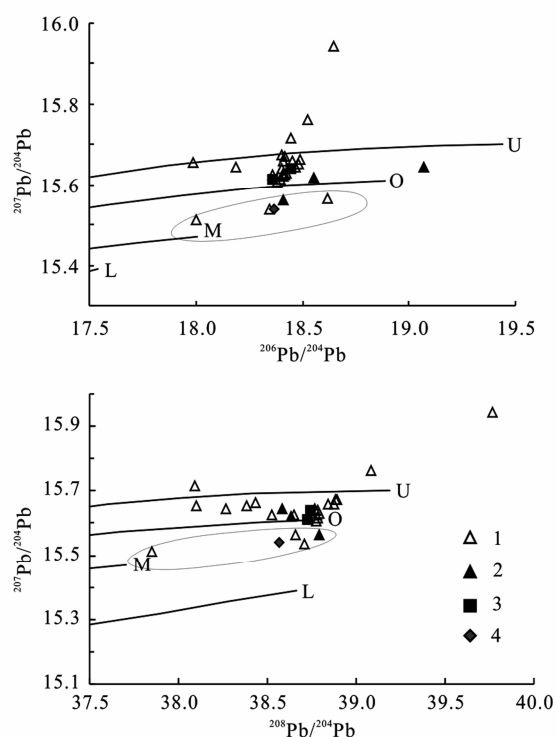 16.0
15.8
15.6
15.4
²⁰⁷Pb/²⁰⁴Pb
U
O
M
L
17.5 18.0 18.5 19.0 19.5
²⁰⁶Pb/²⁰⁴Pb
15.9
15.7
15.5
15.3
15.1
²⁰⁷Pb/²⁰⁴Pb
U
O
M
L
1
2
3
4
37.5 38.0 38.5 39.0 39.5 40.0
²⁰⁸Pb/²⁰⁴Pb